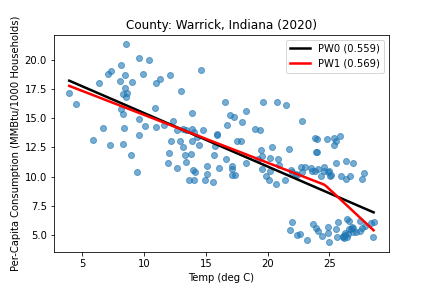 County: Warrick, Indiana (2020)
Per-Capita Consumption (MMBtu/1000 Households)
20.0
17.5
15.0
12.5
10.0
7.5
5.0
PW0 (0.559)
PW1 (0.569)
5 10 15 20 25
Temp (deg C)